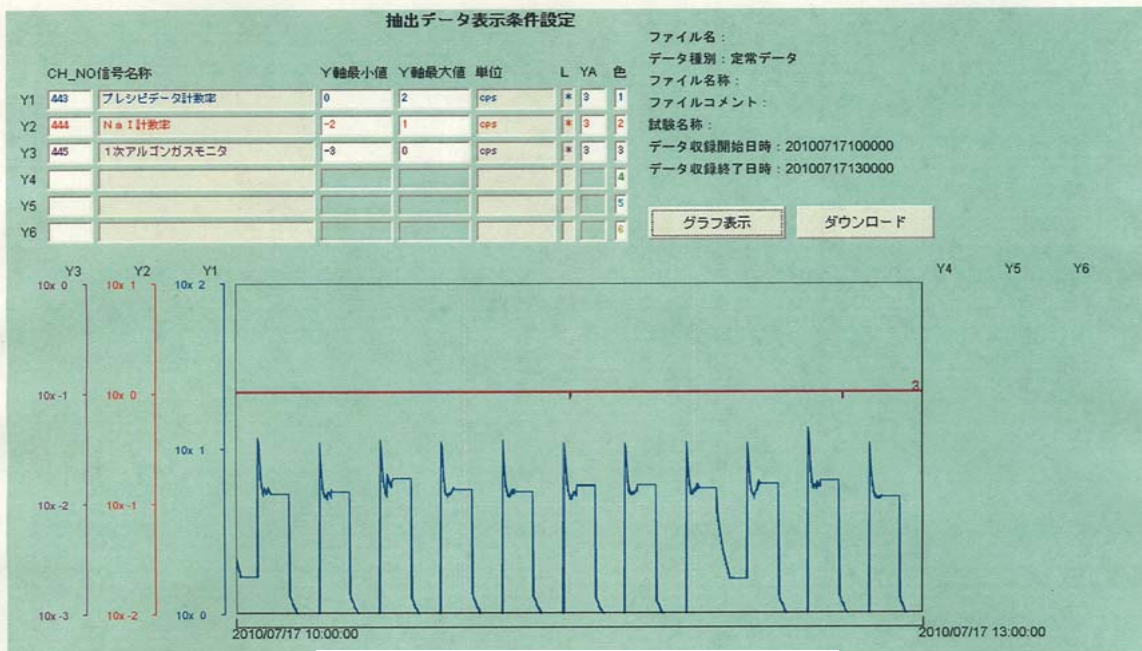 抽出データ表示条件設定
CH_NO信号名称 Y軸最小値 Y軸最大値 単位 L YA 色
Y1 443 プレシピデータ計数率 0 2 cps * 3 1
Y2 444 NaI計数率 -2 1 cps * 3 2
Y3 445 1次アルゴンガスモニタ -3 0 cps * 3 3
Y4 4
Y5 5
Y6 6
ファイル名:
データ種別:定常データ
ファイル名称:
ファイルコメント:
試験名称:
データ収録開始日時:20100717100000
データ収録終了日時:20100717130000
グラフ表示 ダウンロード
Y3 Y2 Y1 Y4 Y5 Y6
10x 0 10x 1 10x 2
10x -1 10x 0 3
10x 1
10x -2 10x -1
10x -3 10x -2 10x 0
2010/07/17 10:00:00 2010/07/17 13:00:00